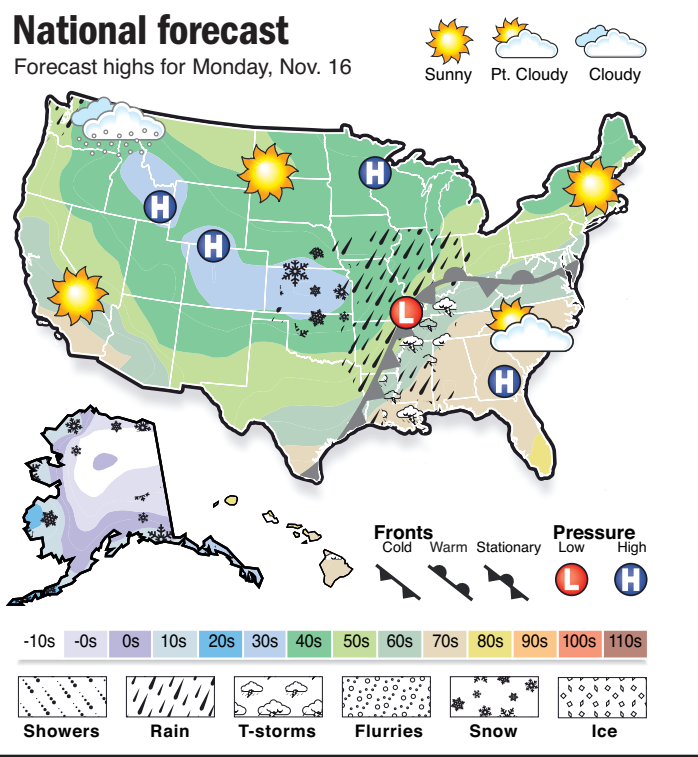 National forecast
Forecast highs for Monday, Nov. 16
Sunny Pt. Cloudy Cloudy
H
H
H
L
H
Fronts
Cold Warm Stationary
Pressure
Low High
L H
-10s -0s 0s 10s 20s 30s 40s 50s 60s 70s 80s 90s 100s 110s
Showers Rain T-storms Flurries Snow Ice